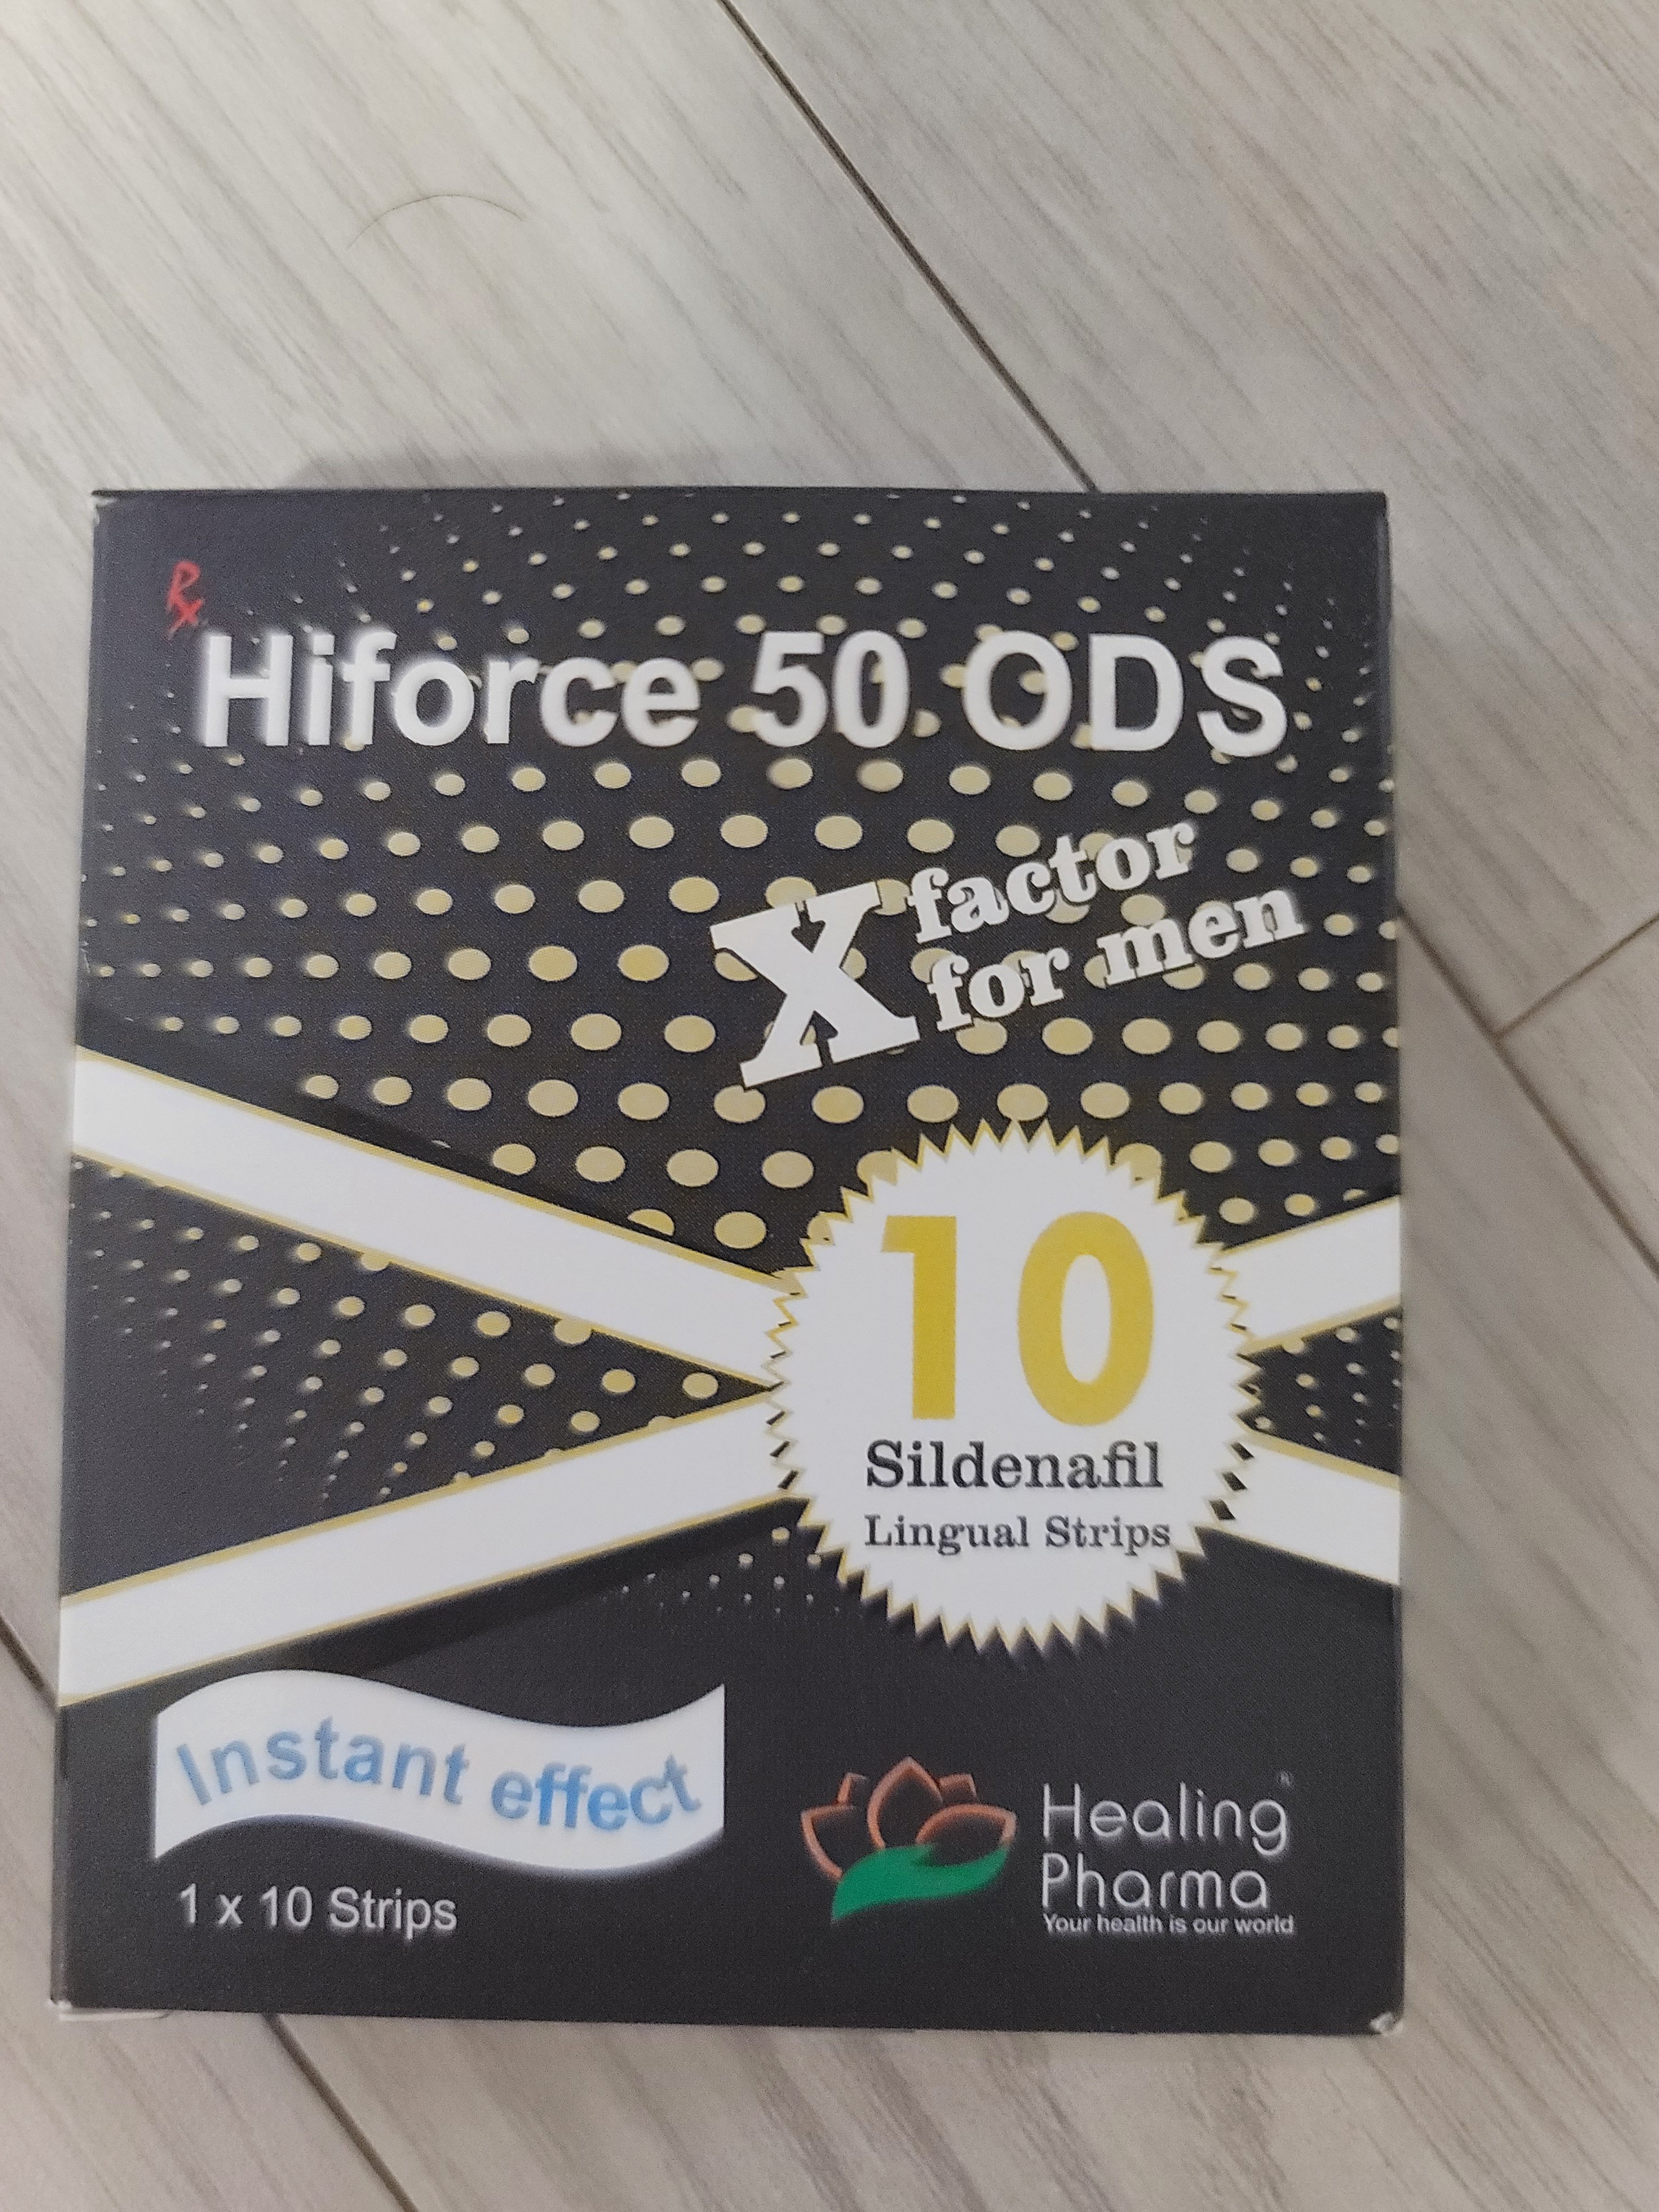 Rx
Hiforce 50 ODS
X factor
for men
10
Sildenafil
Lingual Strips
Instant effect
1 x 10 Strips
Healing®
Pharma
Your health is our world